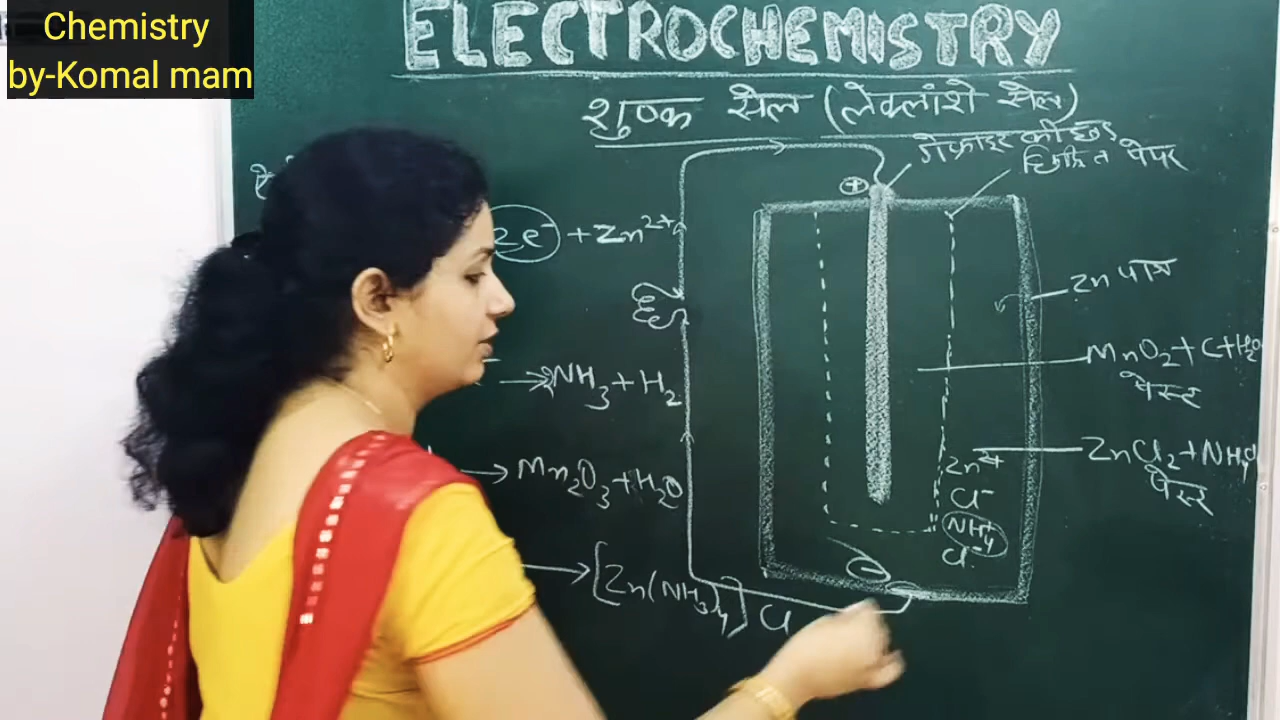 Chemistry
by-Komal mam
ELECTROCHEMISTRY
शुष्क सेल (लेक्लांशे सेल)
ग्रेफाइट की छड़
छिद्रित पेपर
⊕
2e⁻ + Zn²⁺
Zn पात्र
MnO₂ + C + H₂O
पेस्ट
→ 2NH₃ + H₂
ZnCl₂ + NH₄Cl
पेस्ट
→ Mn₂O₃ + H₂O
Zn²⁺
Cl⁻
NH₄⁺
Cl⁻
⊖
→ [Zn(NH₃)₄] Cl